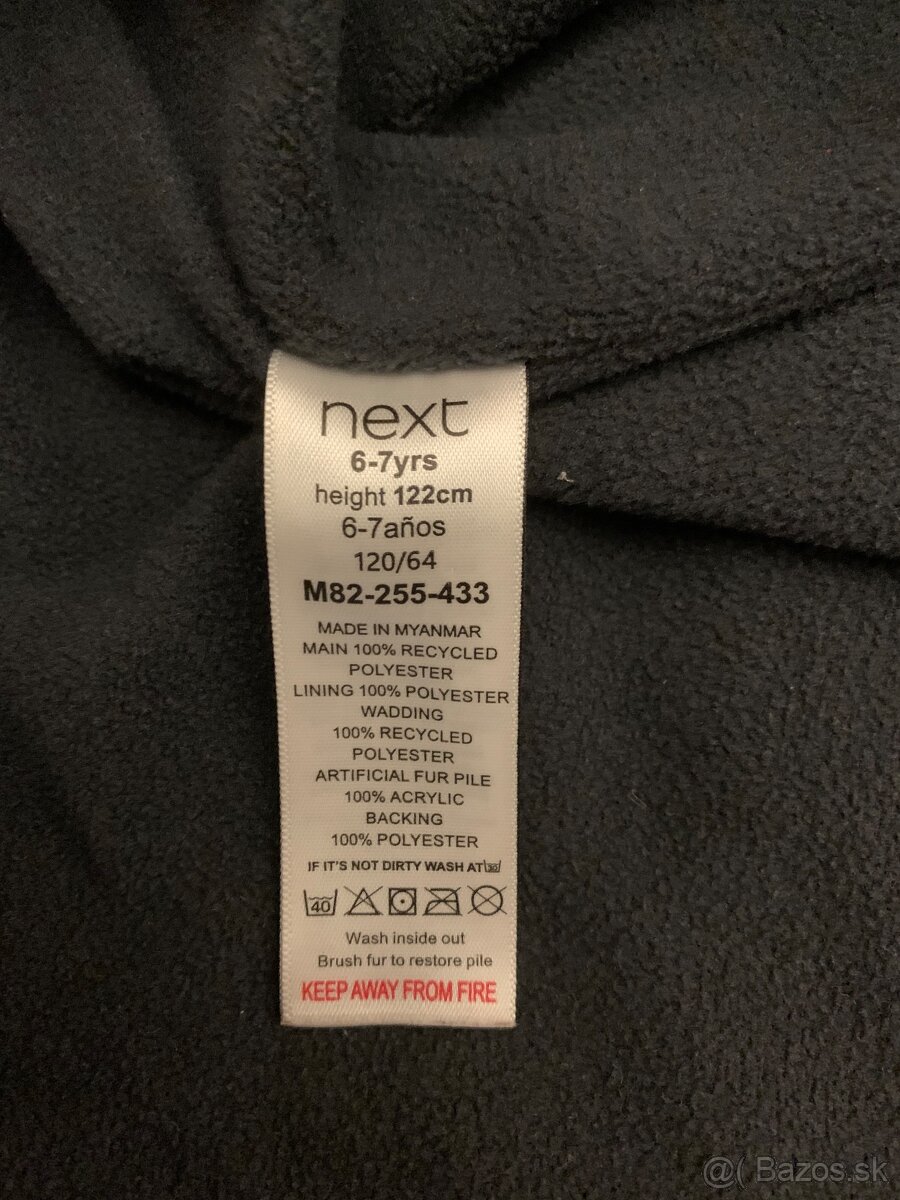 next
6-7yrs
height 122cm
6-7años
120/64
M82-255-433
MADE IN MYANMAR
MAIN 100% RECYCLED
POLYESTER
LINING 100% POLYESTER
WADDING
100% RECYCLED
POLYESTER
ARTIFICIAL FUR PILE
100% ACRYLIC
BACKING
100% POLYESTER
IF IT'S NOT DIRTY WASH AT 30
40
Wash inside out
Brush fur to restore pile
KEEP AWAY FROM FIRE
@( Bazos.sk